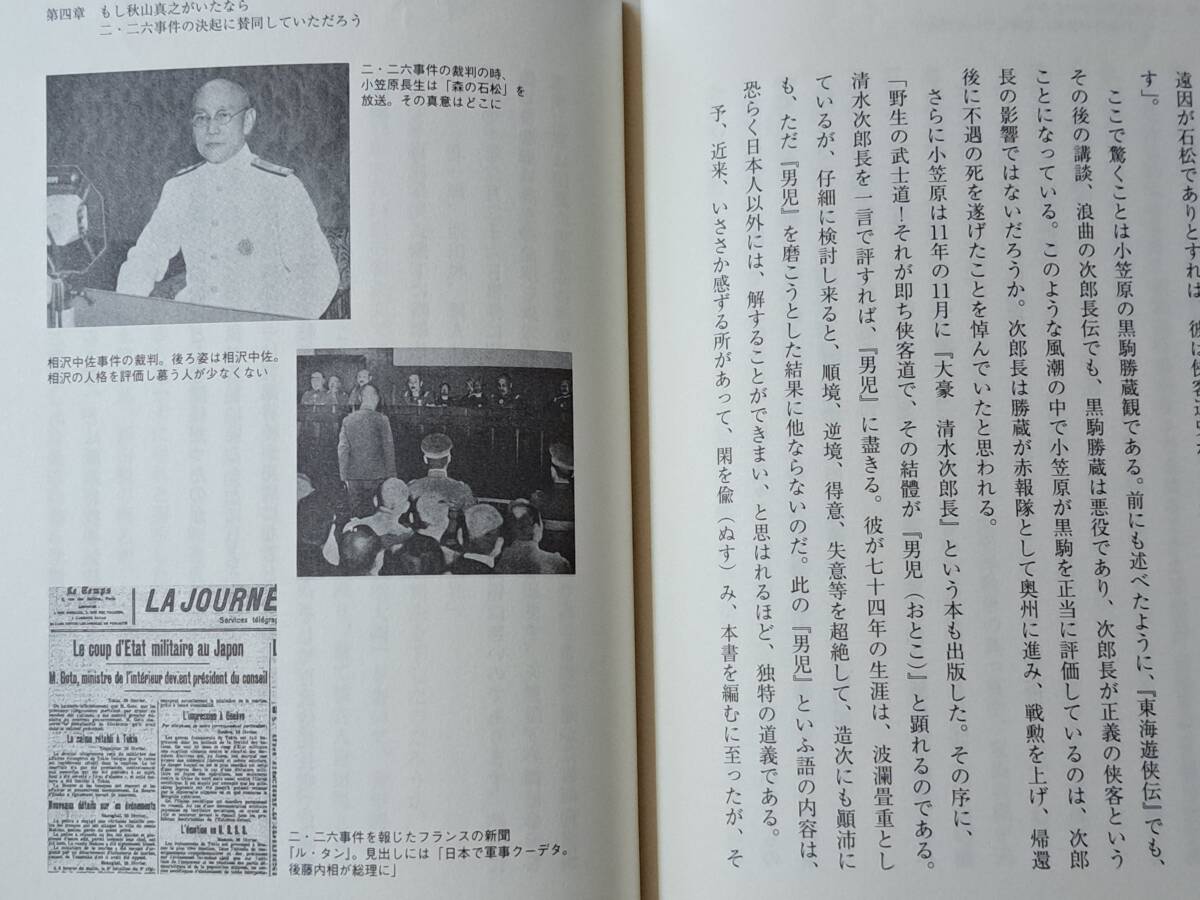 第四章　もし秋山真之がいたなら
二・二六事件の決起に賛同していただろう
二・二六事件の裁判の時、
小笠原長生は「森の石松」を
放送。その真意はどこに
相沢中佐事件の裁判。後ろ姿は相沢中佐。
相沢の人格を評価し慕う人が少なくない
Le Temps
LA JOURNE
Services télégra
Le coup d'Etat militaire au Japon
M. Goto, ministre de l'intérieur devient président du conseil
Le calme rétabli à Tokio
Nouveaux détails sur les événements
L'impression à Genève
L'émotion en U. R. S. S.
二・二六事件を報じたフランスの新聞
「ル・タン」。見出しには「日本で軍事クーデタ。
後藤内相が総理に」
遠因が石松でありとすれば、彼は侠客道
す』。
ここで驚くことは小笠原の黒駒勝蔵観である。前にも述べたように、『東海遊侠伝』でも、
その後の講談、浪曲の次郎長伝でも、黒駒勝蔵は悪役であり、次郎長が正義の侠客という
ことになっている。このような風潮の中で小笠原が黒駒を正当に評価しているのは、次郎
長の影響ではないだろうか。次郎長は勝蔵が赤報隊として奥州に進み、戦勲を上げ、帰還
後に不遇の死を遂げたことを悼んでいたと思われる。
さらに小笠原は11年の11月に『大豪　清水次郎長』という本も出版した。その序に、
「野生の武士道！それが即ち侠客道で、その結體が『男児（おとこ）』と顕れるのである。
清水次郎長を一言で評すれば、『男児』に盡きる。彼が七十四年の生涯は、波瀾畳重とし
ているが、仔細に検討し来ると、順境、逆境、得意、失意等を超絶して、造次にも顚沛に
も、ただ『男児』を磨こうとした結果に他ならないのだ。此の『男児』といふ語の内容は、
恐らく日本人以外には、解することができまい、と思はれるほど、独特の道義である。
予、近来、いささか感ずる所があって、閑を偸（ぬす）み、本書を編むに至ったが、そ